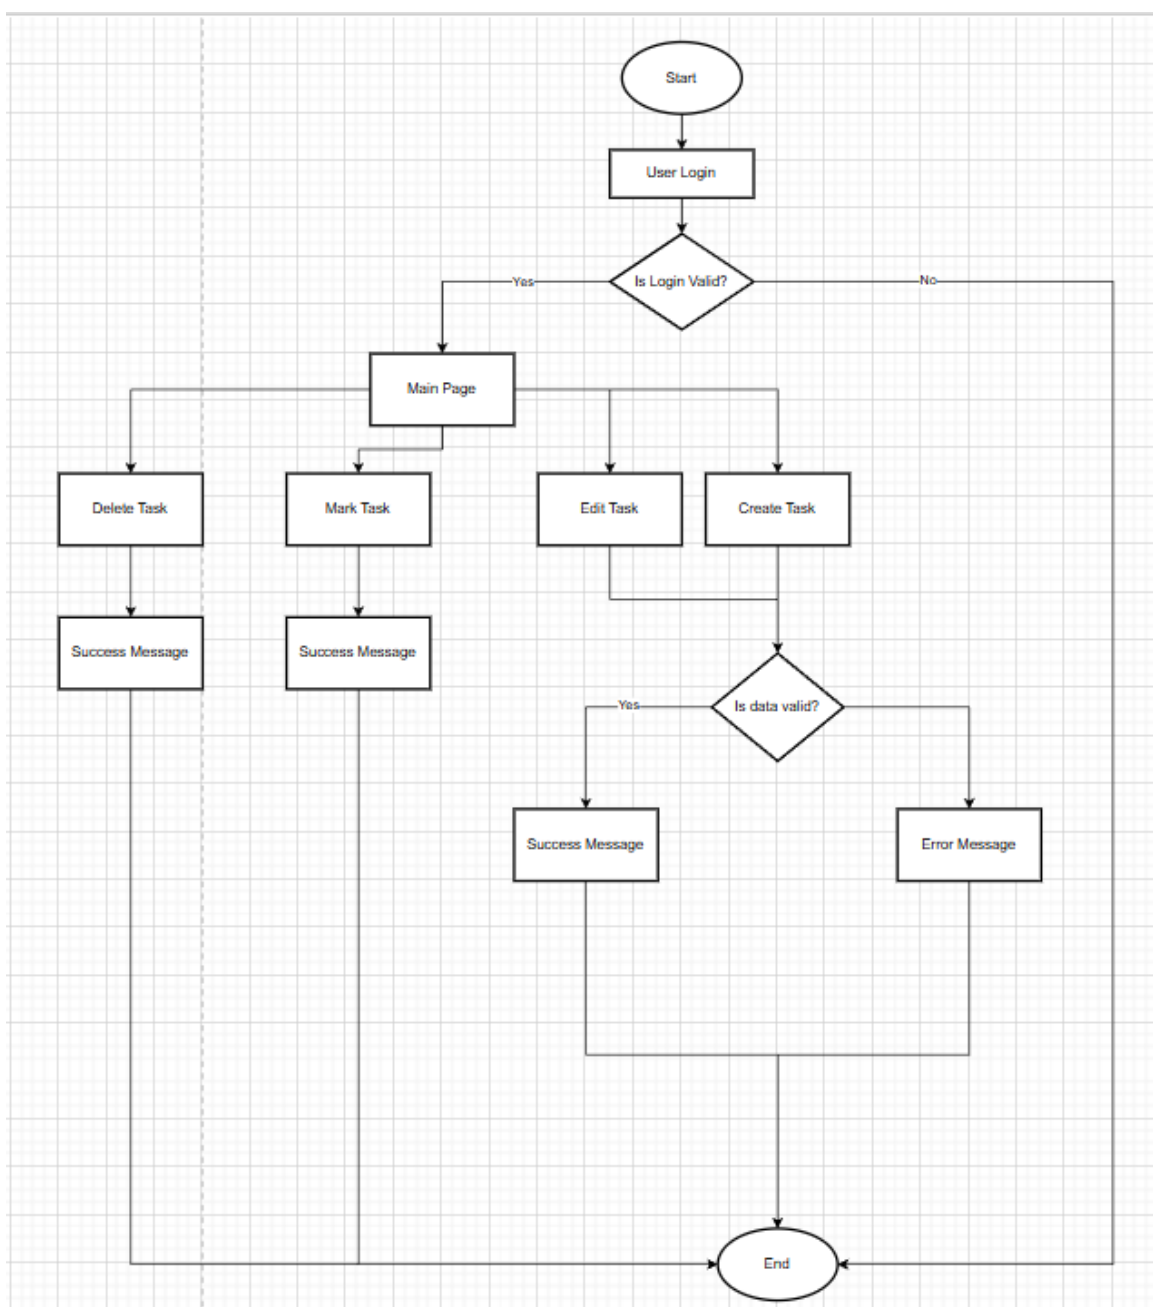 Start
User Login
Is Login Valid?
Yes
No
Main Page
Delete Task
Mark Task
Edit Task
Create Task
Success Message
Success Message
Is data valid?
Yes
Success Message
Error Message
End